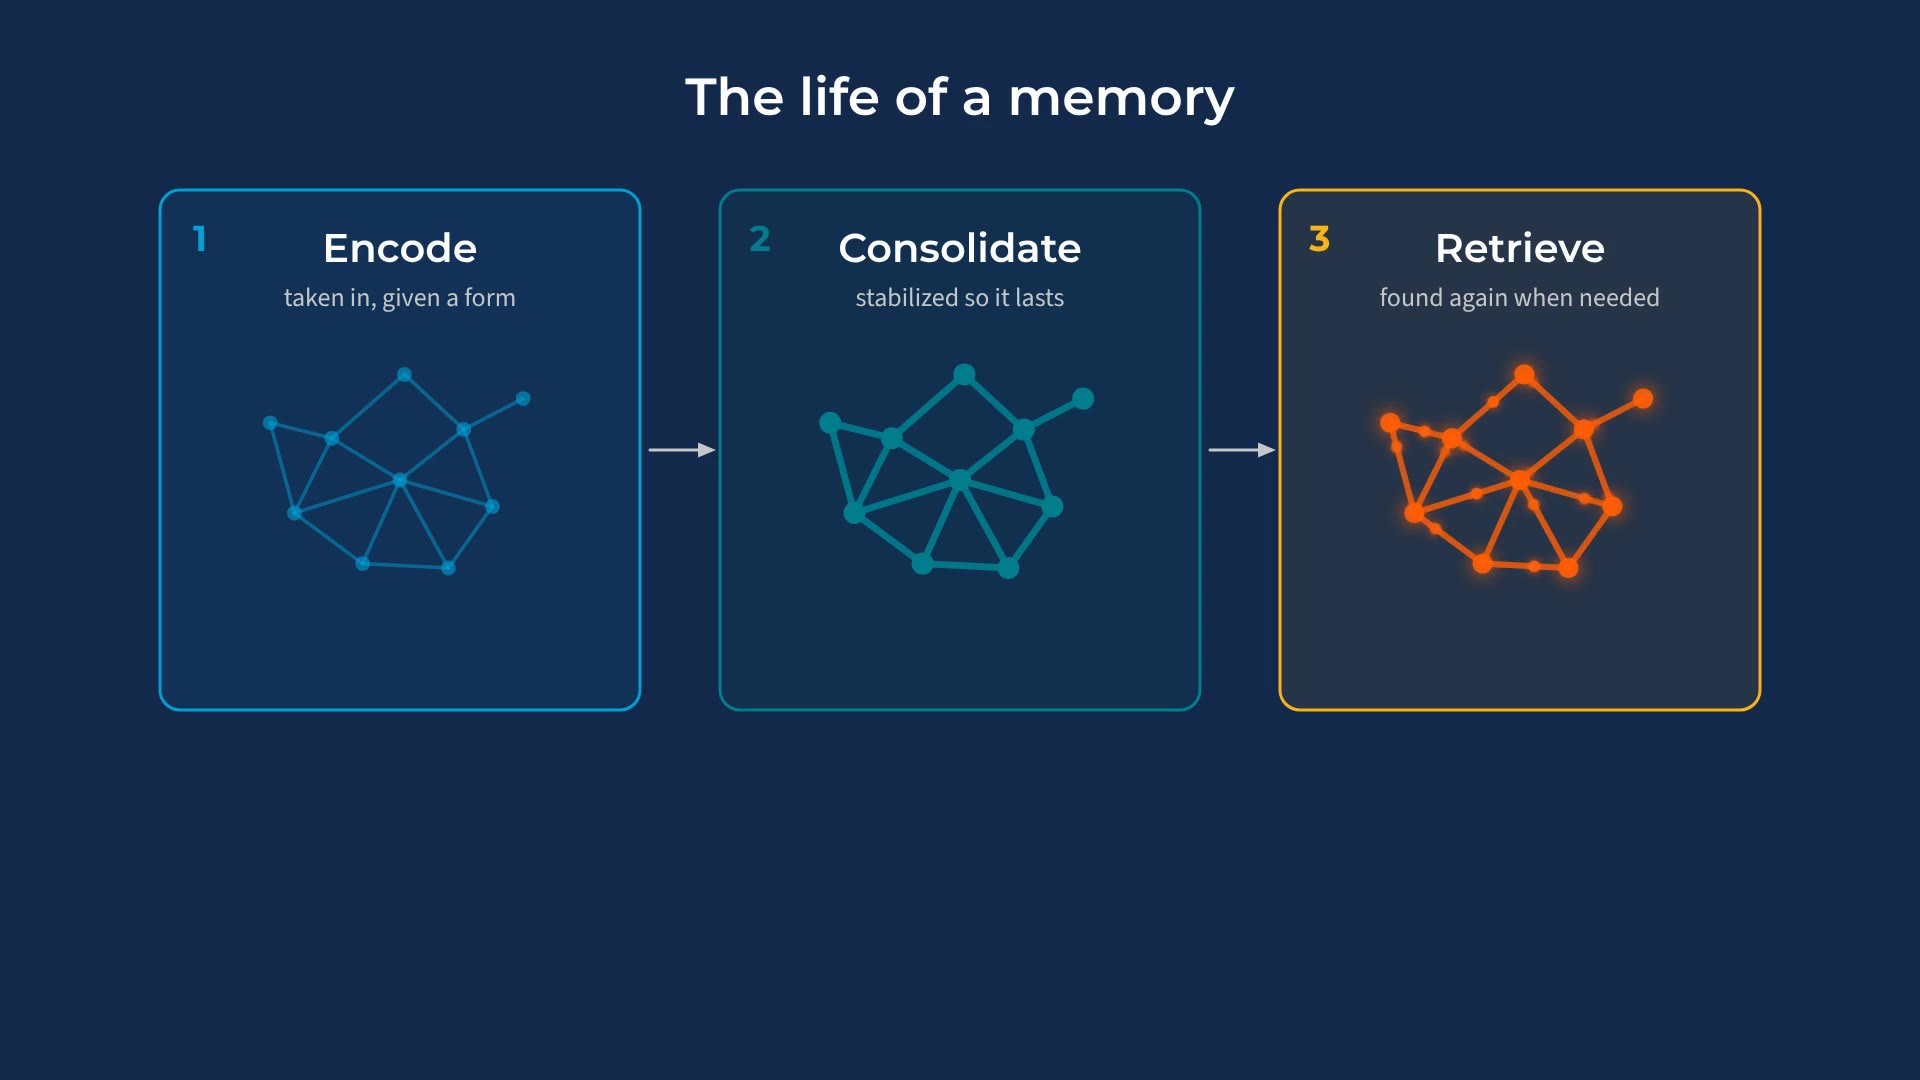 The life of a memory
1
Encode
taken in, given a form
2
Consolidate
stabilized so it lasts
3
Retrieve
found again when needed